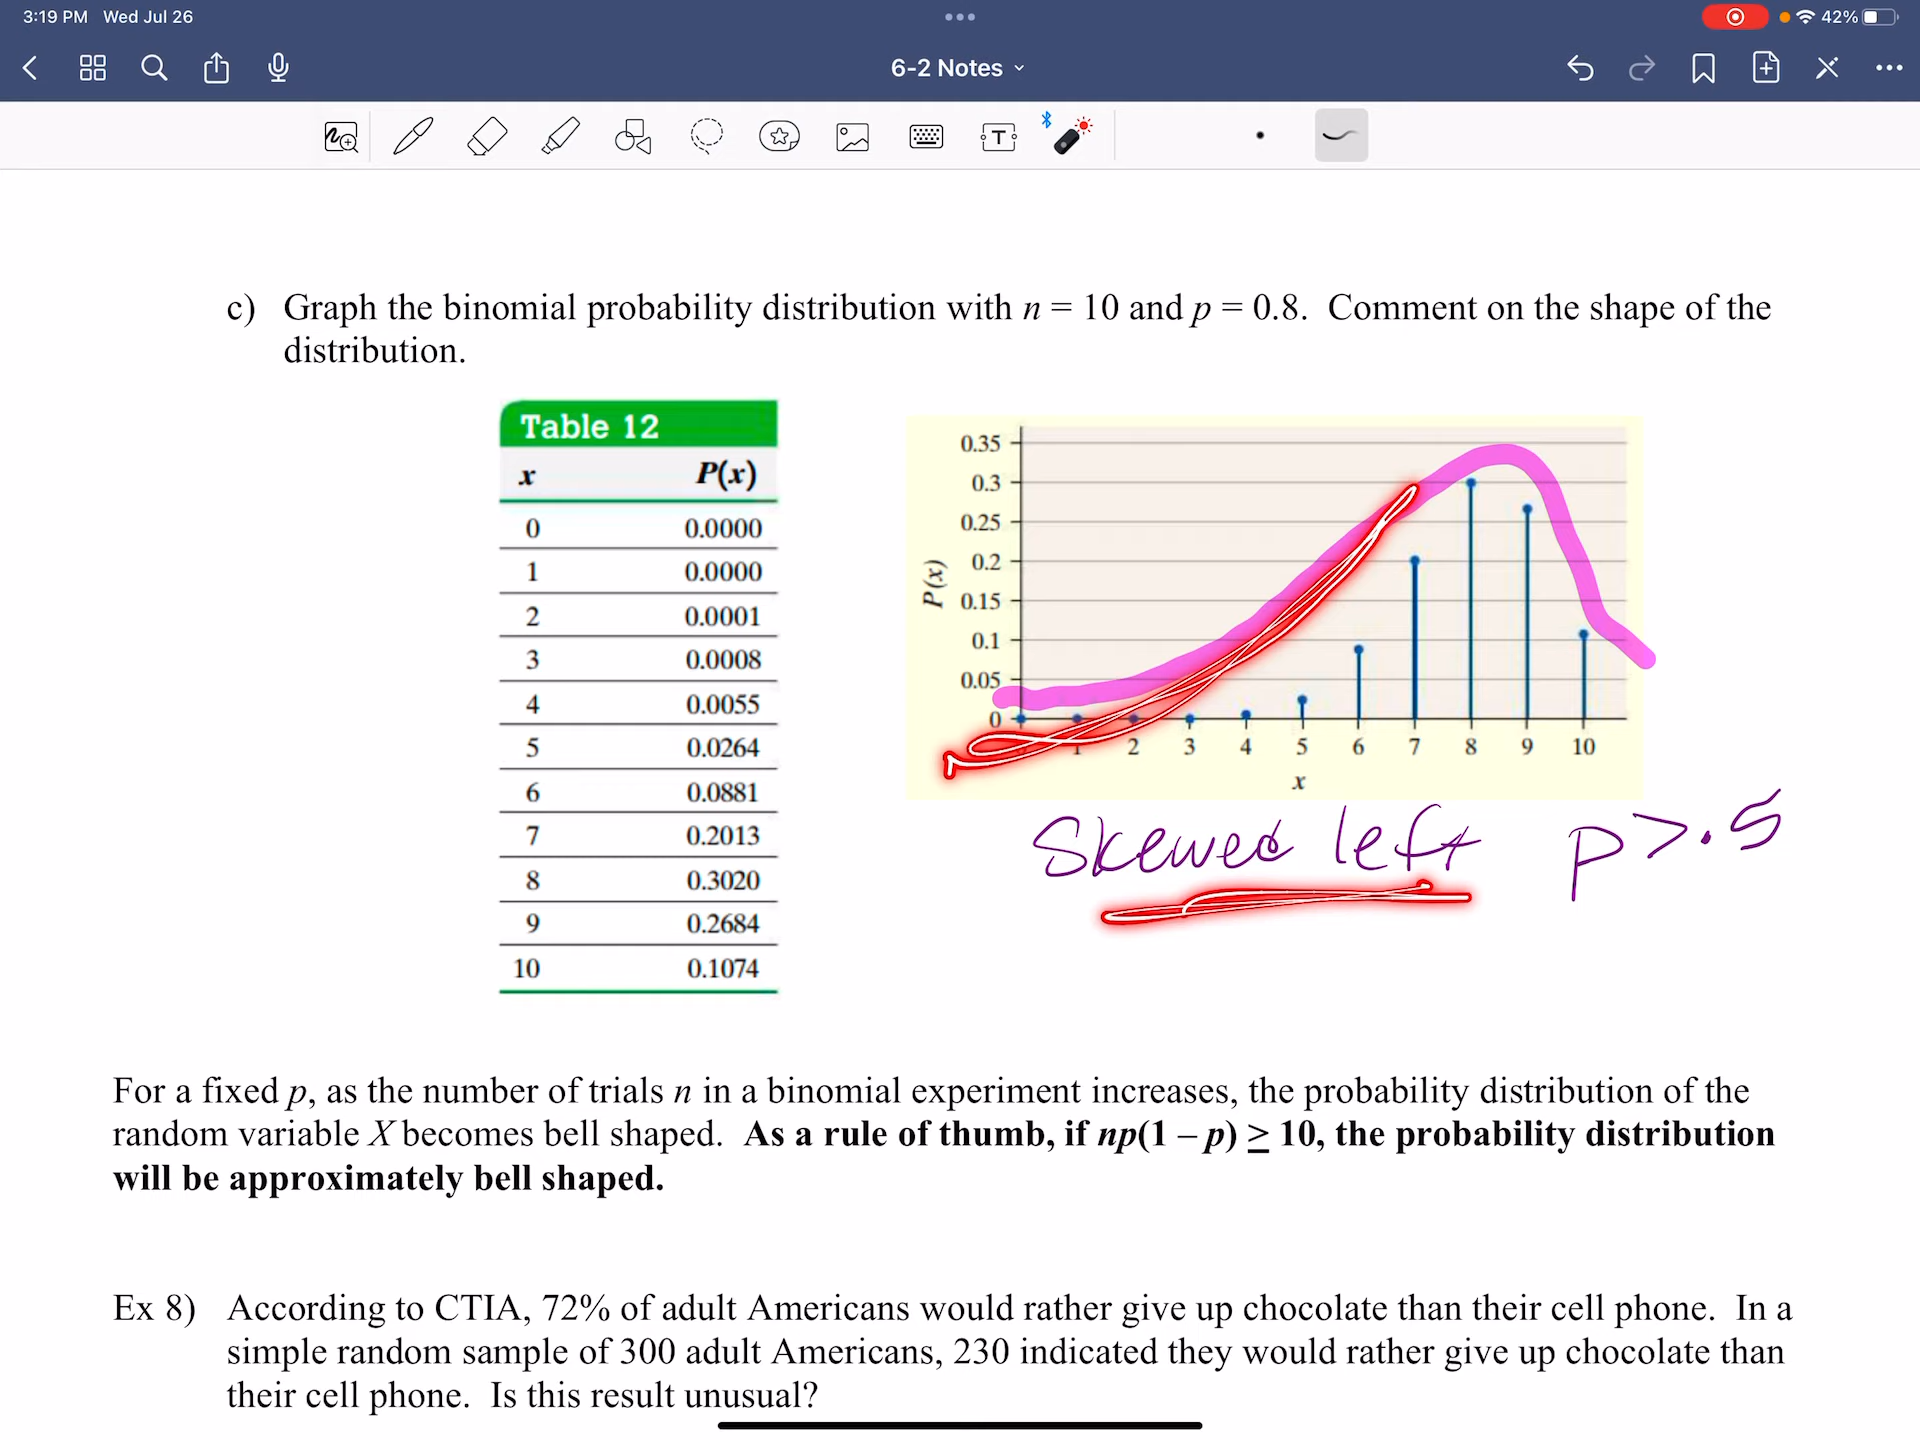 3:19 PM Wed Jul 26
42%
6-2 Notes
c) Graph the binomial probability distribution with n = 10 and p = 0.8. Comment on the shape of the
distribution.
Table 12
x P(x)
0 0.0000
1 0.0000
2 0.0001
3 0.0008
4 0.0055
5 0.0264
6 0.0881
7 0.2013
8 0.3020
9 0.2684
10 0.1074
P(x)
0.35
0.3
0.25
0.2
0.15
0.1
0.05
0
1 2 3 4 5 6 7 8 9 10
x
Skewed left p>.5
For a fixed p, as the number of trials n in a binomial experiment increases, the probability distribution of the
random variable X becomes bell shaped. As a rule of thumb, if np(1 – p) ≥ 10, the probability distribution
will be approximately bell shaped.
Ex 8) According to CTIA, 72% of adult Americans would rather give up chocolate than their cell phone. In a
simple random sample of 300 adult Americans, 230 indicated they would rather give up chocolate than
their cell phone. Is this result unusual?